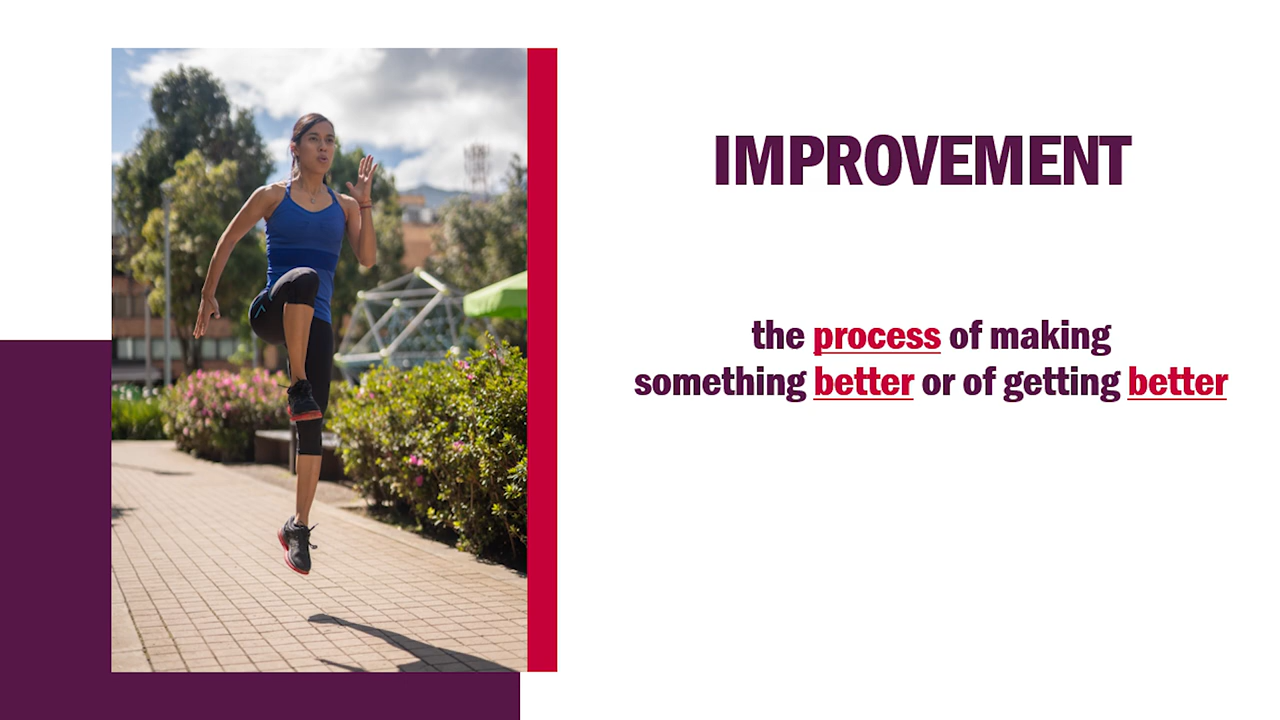 IMPROVEMENT
the process of making
something better or of getting better